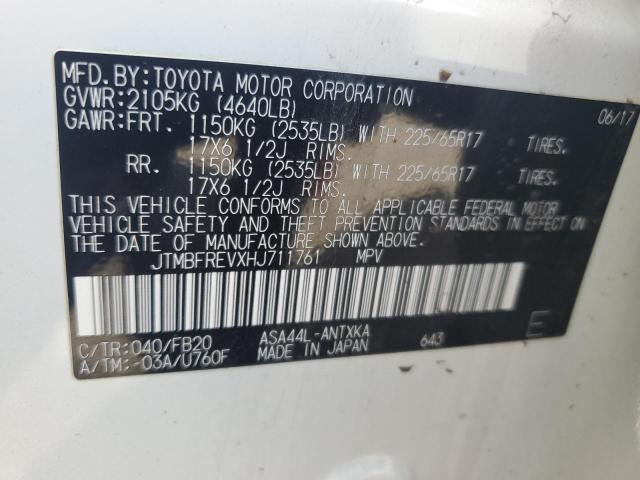 MFD.BY:TOYOTA MOTOR CORPORATION 06/17
GVWR:2105KG (4640LB)
GAWR:FRT. 1150KG (2535LB) WITH 225/65R17 TIRES.
17X6 1/2J RIMS.
RR. 1150KG (2535LB) WITH 225/65R17 TIRES.
17X6 1/2J RIMS.
THIS VEHICLE CONFORMS TO ALL APPLICABLE FEDERAL MOTOR
VEHICLE SAFETY AND THEFT PREVENTION STANDARDS IN EFFECT ON
THE DATE OF MANUFACTURE SHOWN ABOVE.
JTMBFREVXHJ711761 MPV
C/TR:040/FB20 ASA44L-ANTXKA
A/TM:-03A/U760F MADE IN JAPAN 643 E